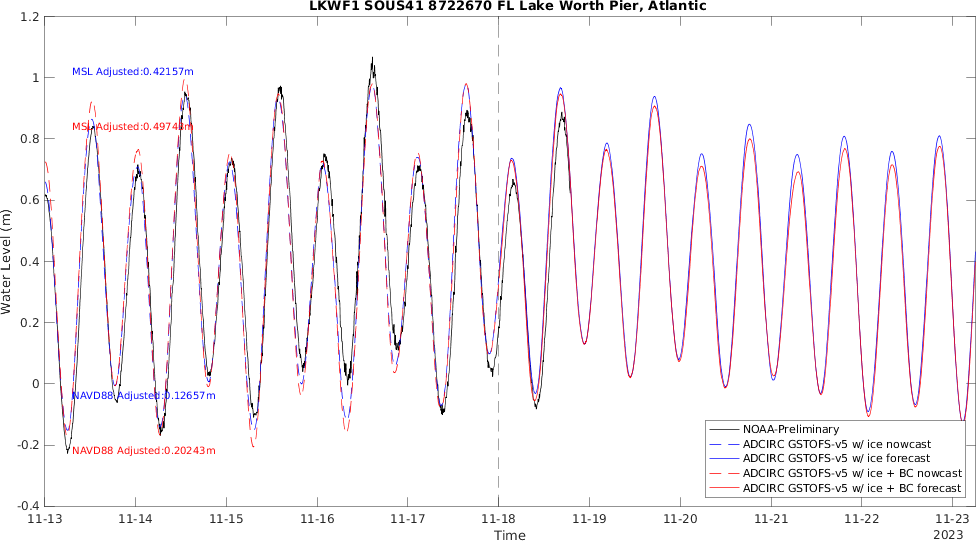 LKWF1 SOUS41 8722670 FL Lake Worth Pier, Atlantic
1.2
1
0.8
0.6
0.4
0.2
0
-0.2
-0.4
Water Level (m)
MSL Adjusted:0.42157m
MSL Adjusted:0.4974 m
NAVD88 Adjusted:0.12657m
NAVD88 Adjusted:0.20243m
NOAA-Preliminary
ADCIRC GSTOFS-v5 w/ ice nowcast
ADCIRC GSTOFS-v5 w/ ice forecast
ADCIRC GSTOFS-v5 w/ ice + BC nowcast
ADCIRC GSTOFS-v5 w/ ice + BC forecast
11-13 11-14 11-15 11-16 11-17 11-18 11-19 11-20 11-21 11-22 11-23
2023
Time